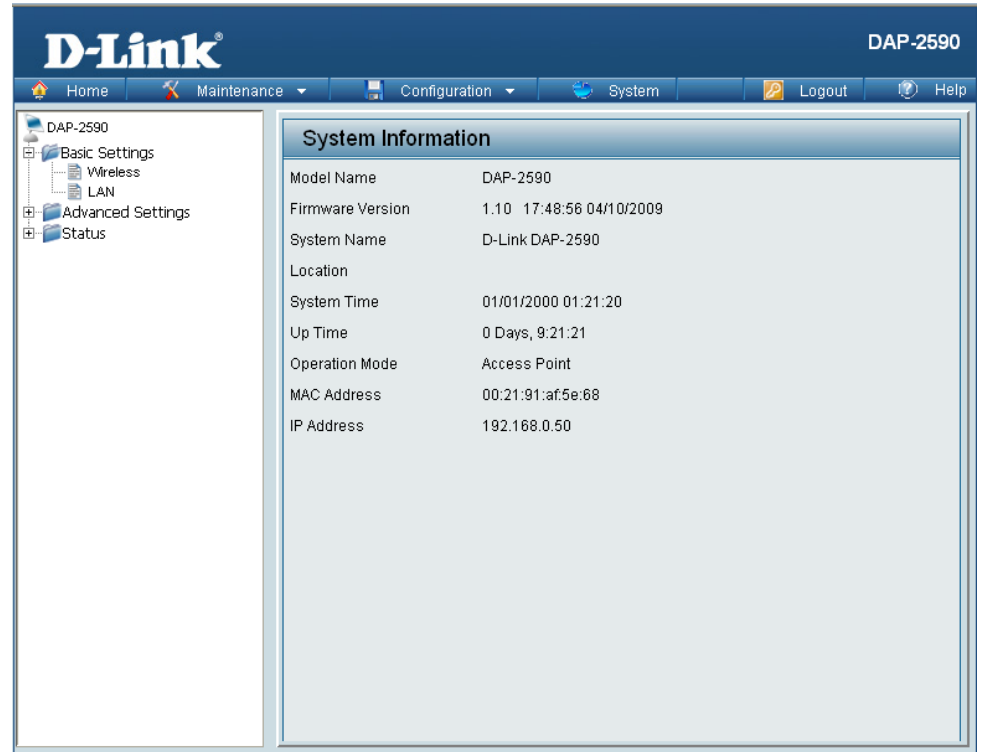 D-Link®
DAP-2590
Home Maintenance Configuration System Logout Help
DAP-2590
Basic Settings
Wireless
LAN
Advanced Settings
Status
System Information
Model Name DAP-2590
Firmware Version 1.10 17:48:56 04/10/2009
System Name D-Link DAP-2590
Location
System Time 01/01/2000 01:21:20
Up Time 0 Days, 9:21:21
Operation Mode Access Point
MAC Address 00:21:91:af:5e:68
IP Address 192.168.0.50